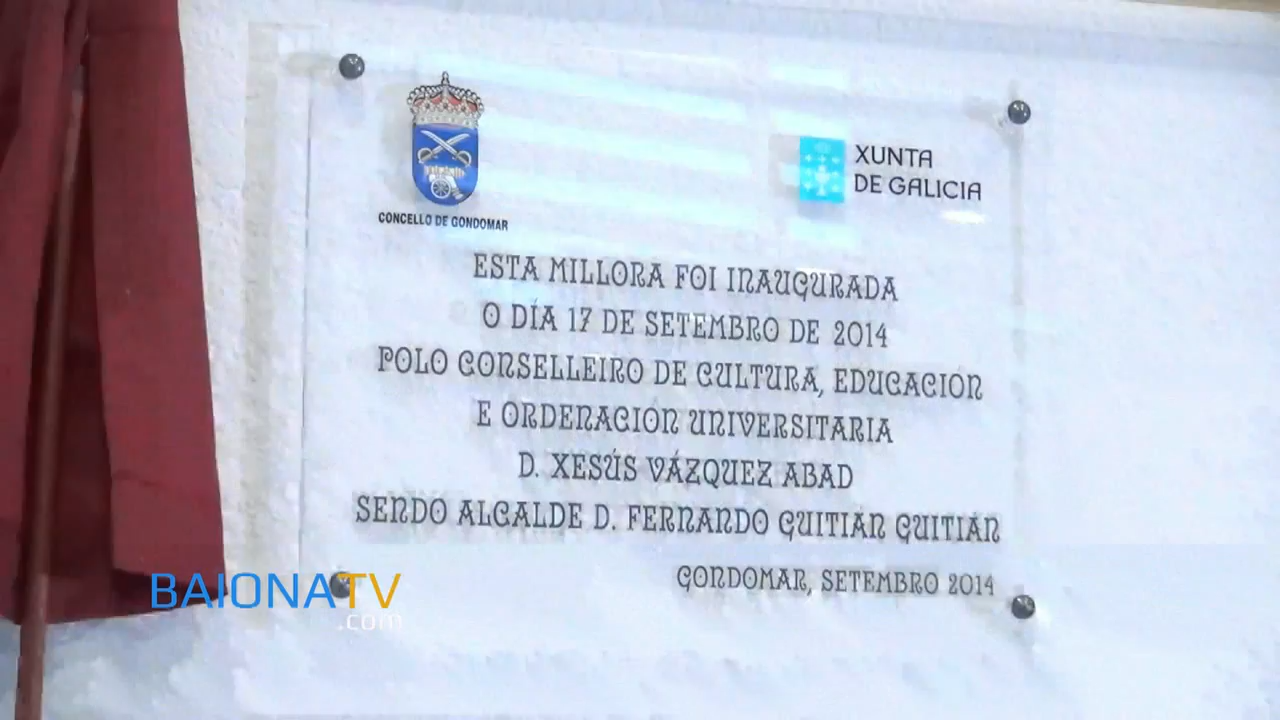 CONCELLO DE GONDOMAR
XUNTA
DE GALICIA
ESTA MILLORA FOI INAUGURADA
O DÍA 17 DE SETEMBRO DE 2014
POLO CONSELLEIRO DE CULTURA, EDUCACIÓN
E ORDENACIÓN UNIVERSITARIA
D. XESÚS VÁZQUEZ ABAD
SENDO ALCALDE D. FERNANDO GUITIÁN GUITIÁN
GONDOMAR, SETEMBRO 2014
BAIONATV
.com